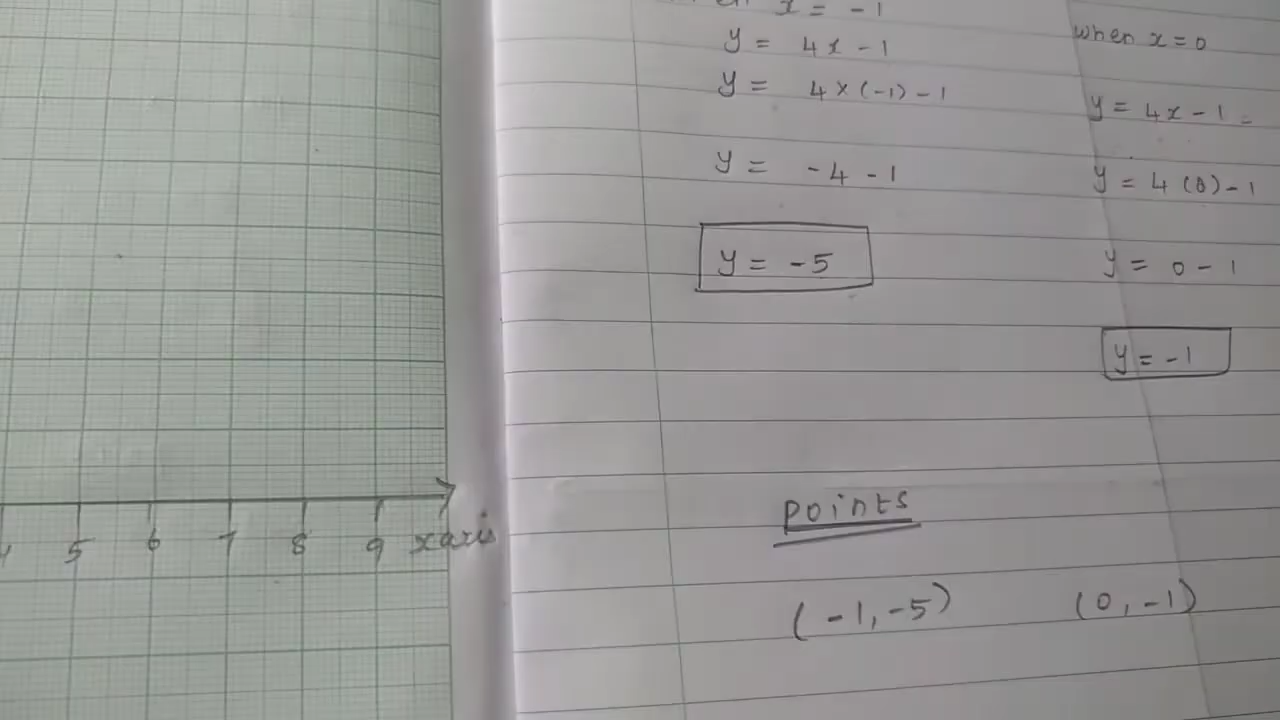 x = -1
y = 4x - 1
y = 4 x (-1) - 1
y = -4 - 1
y = -5
when x = 0
y = 4x - 1 =
y = 4 (0) - 1
y = 0 - 1
y = -1
points
(-1, -5) (0, -1)
5 6 7 8 9 x axis